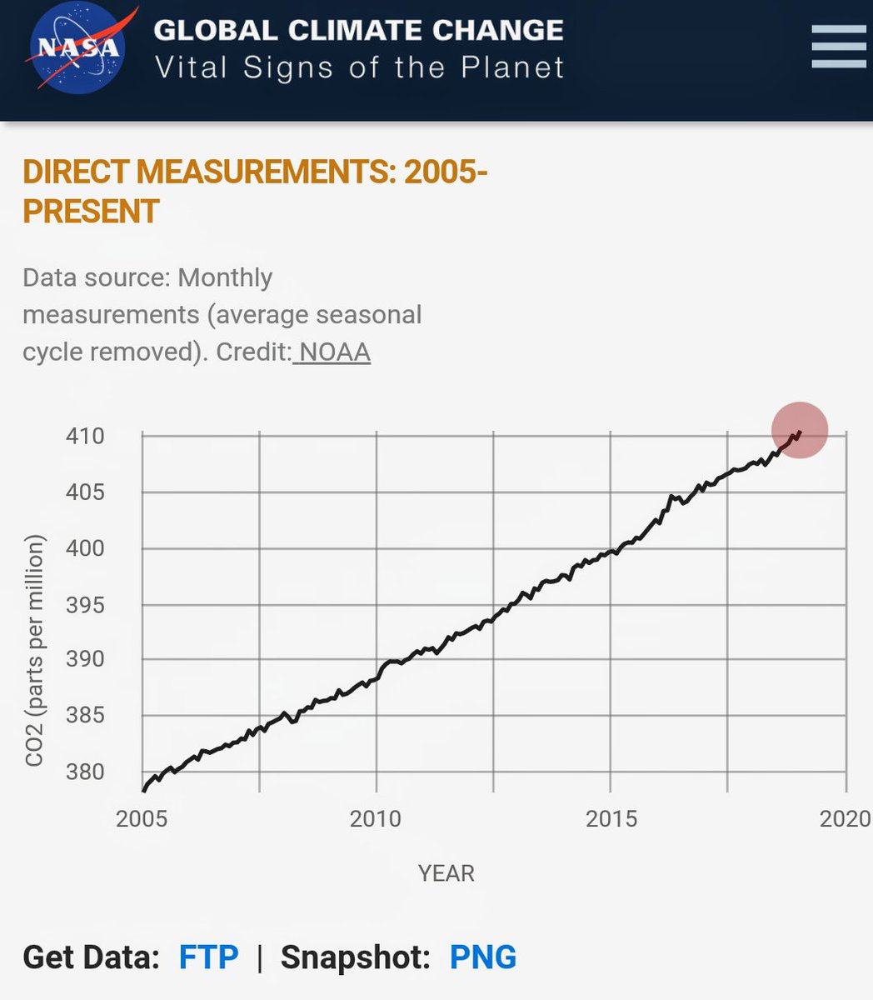 NASA
GLOBAL CLIMATE CHANGE
Vital Signs of the Planet
DIRECT MEASUREMENTS: 2005-
PRESENT
Data source: Monthly
measurements (average seasonal
cycle removed). Credit: NOAA
410
405
400
395
390
385
380
CO2 (parts per million)
2005 2010 2015 2020
YEAR
Get Data: FTP | Snapshot: PNG